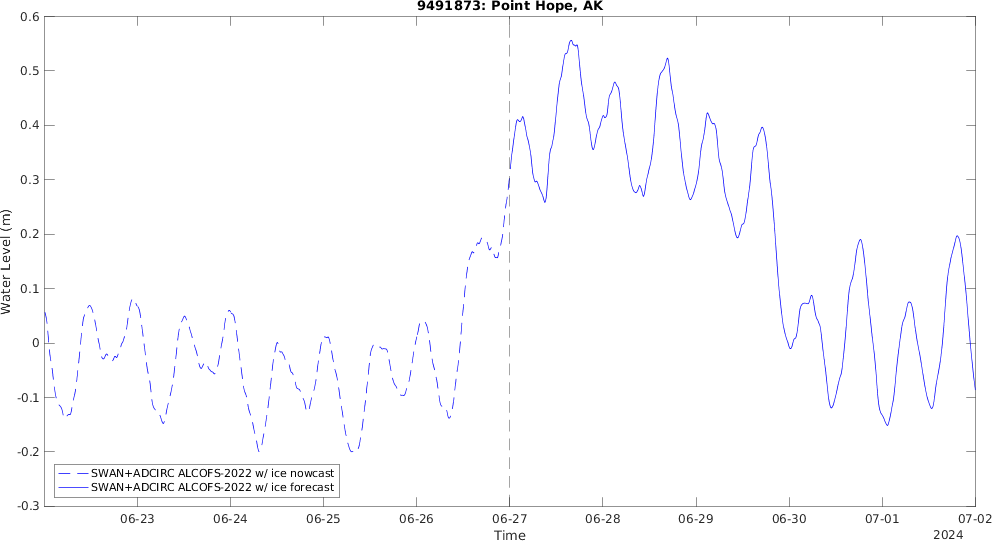 9491873: Point Hope, AK
0.6
0.5
0.4
0.3
0.2
0.1
0
-0.1
-0.2
-0.3
Water Level (m)
SWAN+ADCIRC ALCOFS-2022 w/ ice nowcast
SWAN+ADCIRC ALCOFS-2022 w/ ice forecast
06-23 06-24 06-25 06-26 06-27 06-28 06-29 06-30 07-01 07-02
Time
2024